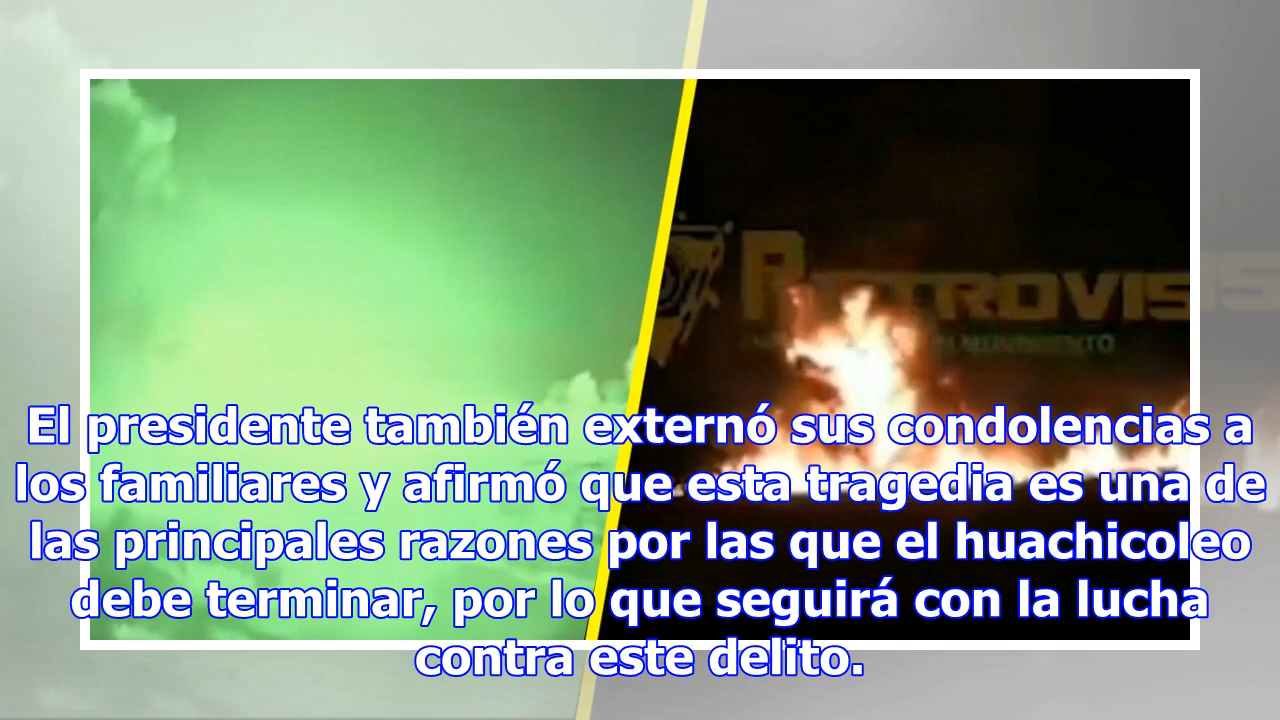 El presidente también externó sus condolencias a
los familiares y afirmó que esta tragedia es una de
las principales razones por las que el huachicoleo
debe terminar, por lo que seguirá con la lucha
contra este delito.